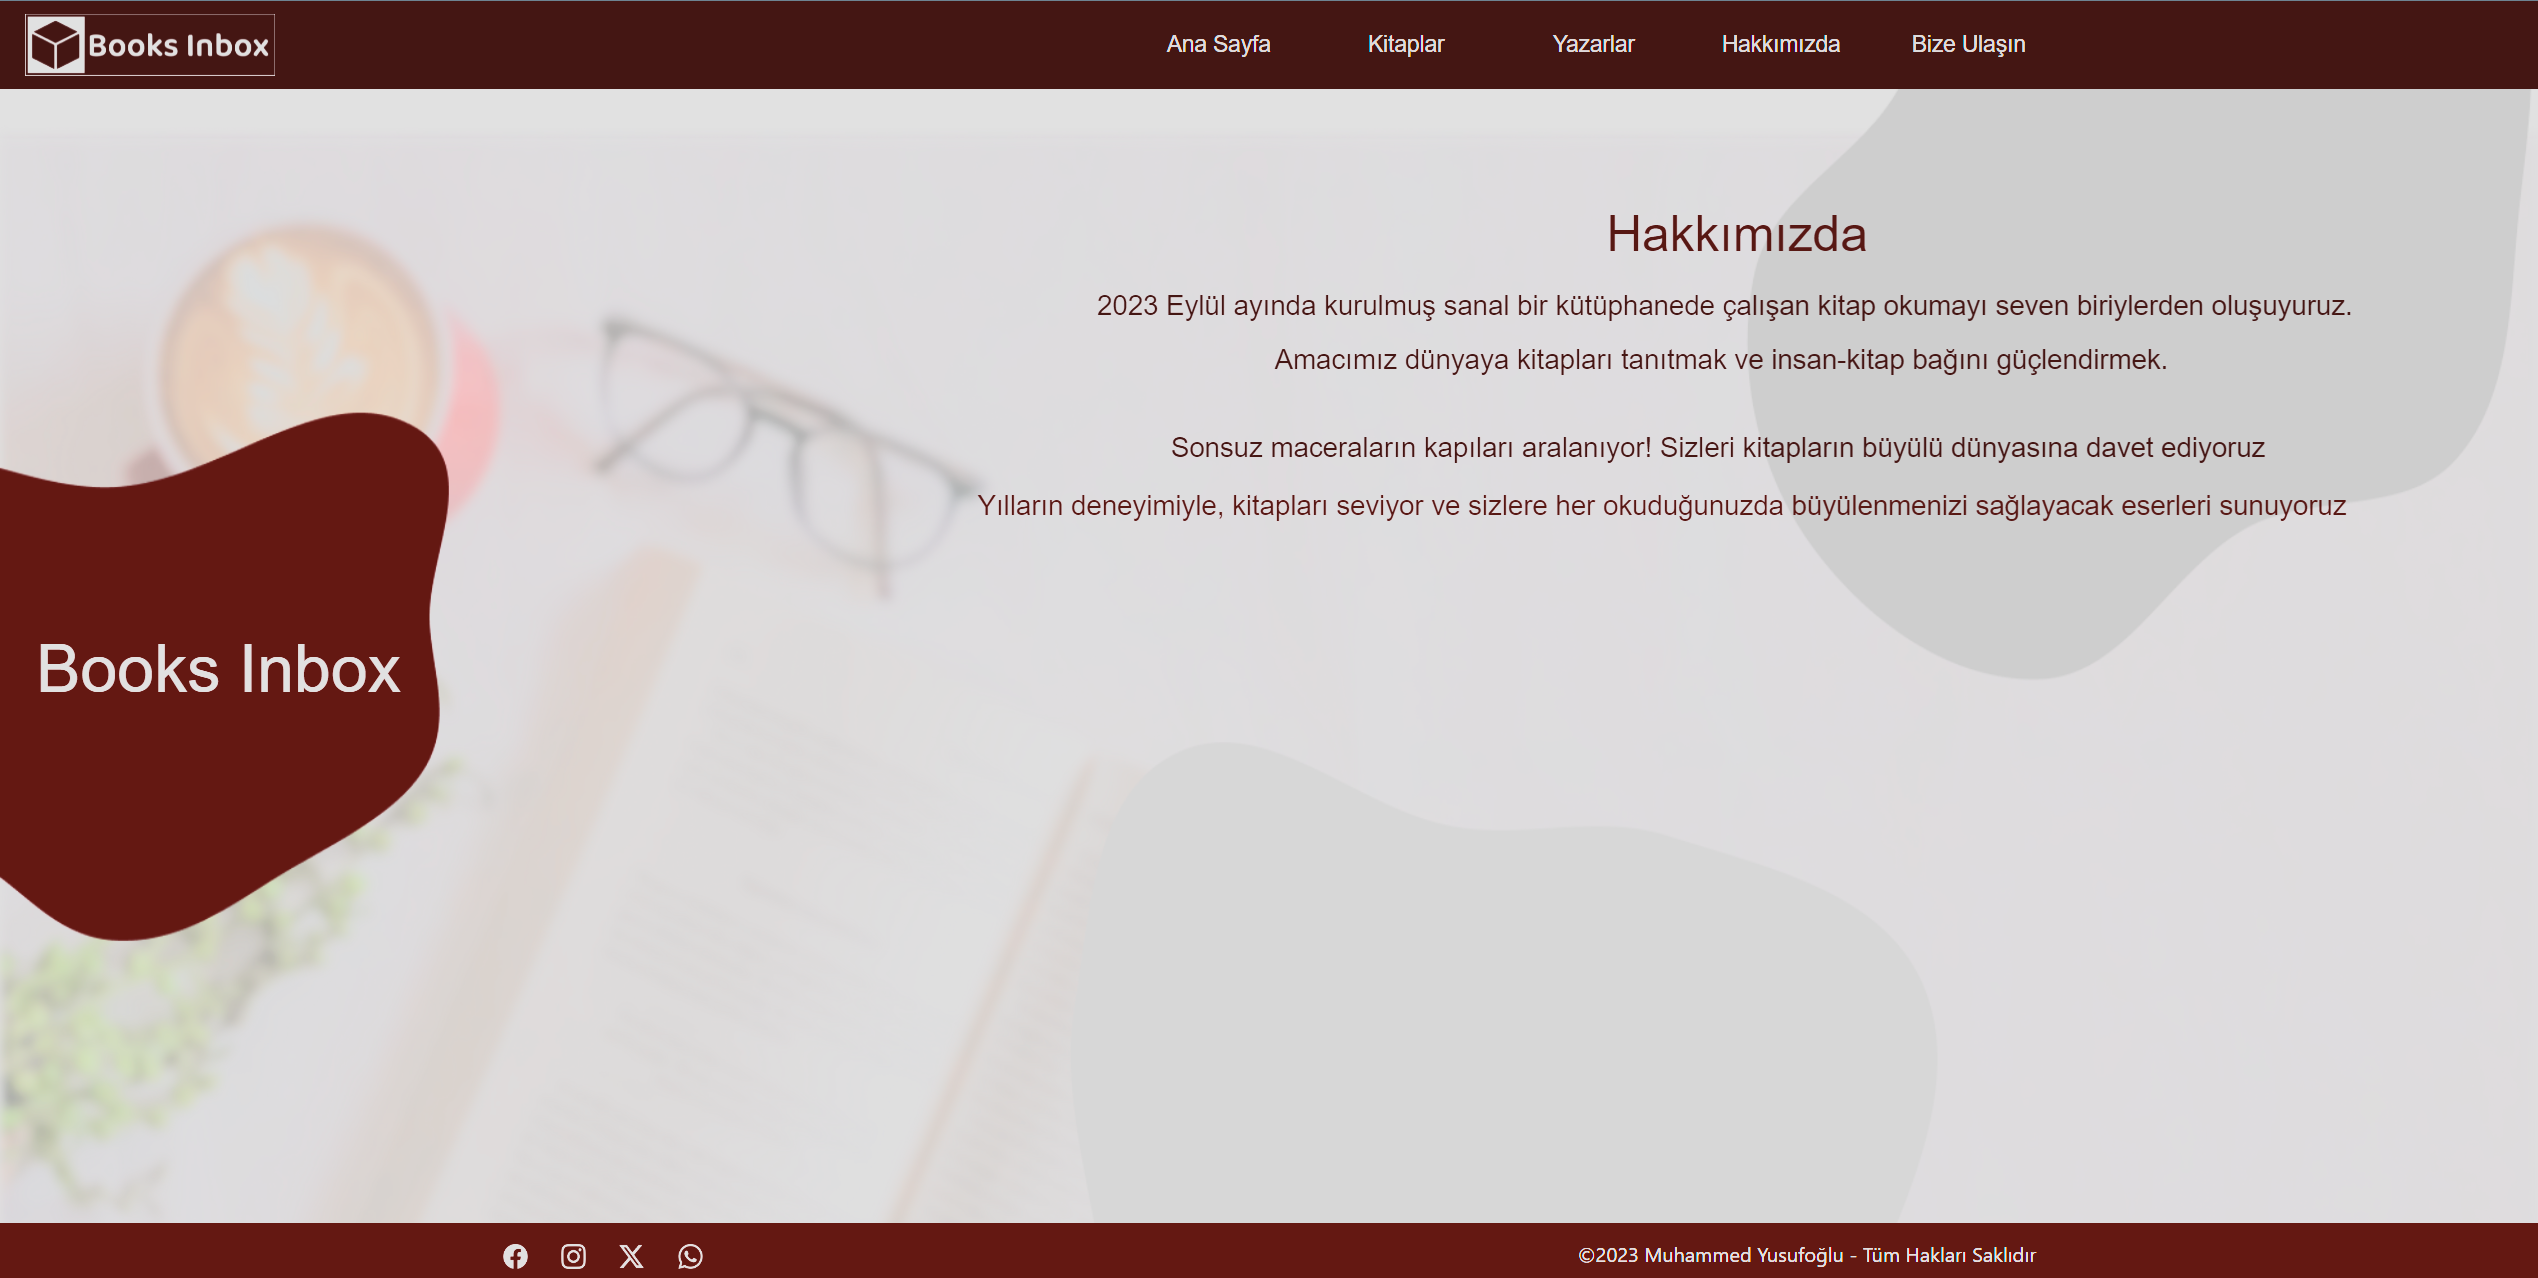 Books Inbox
Ana Sayfa
Kitaplar
Yazarlar
Hakkımızda
Bize Ulaşın
Hakkımızda
2023 Eylül ayında kurulmuş sanal bir kütüphanede çalışan kitap okumayı seven biriylerden oluşuyuruz.
Amacımız dünyaya kitapları tanıtmak ve insan-kitap bağını güçlendirmek.
Sonsuz maceraların kapıları aralanıyor! Sizleri kitapların büyülü dünyasına davet ediyoruz
Yılların deneyimiyle, kitapları seviyor ve sizlere her okuduğunuzda büyülenmenizi sağlayacak eserleri sunuyoruz
Books Inbox
©2023 Muhammed Yusufoğlu - Tüm Hakları Saklıdır